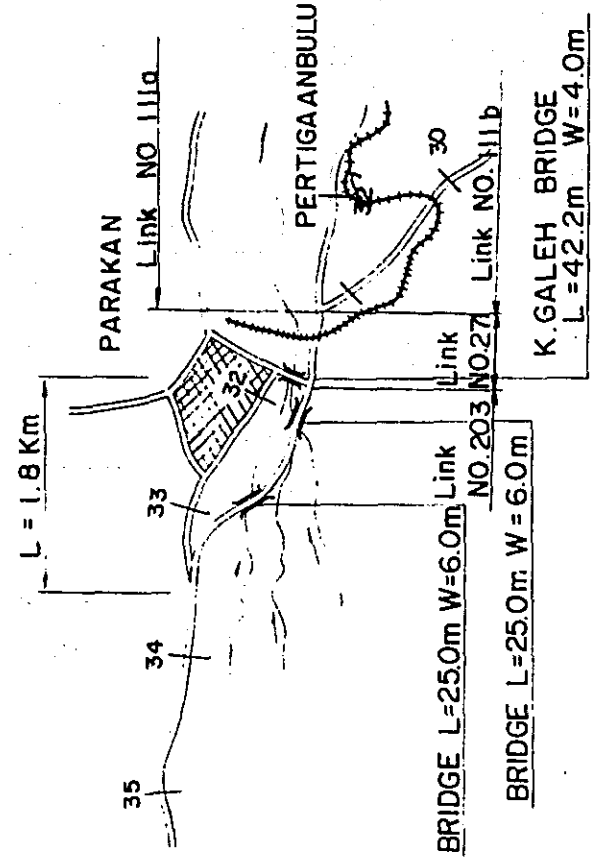 L = 1.8 Km
PARAKAN
Link NO 111a
PERTIGAANBULU
35
34
33
32
30
Link NO. 111b
Link
NO.27
Link
NO.203
K.GALEH BRIDGE
L=42.2m W=4.0m
BRIDGE L=25.0m W=6.0m
BRIDGE L=25.0m W=6.0m